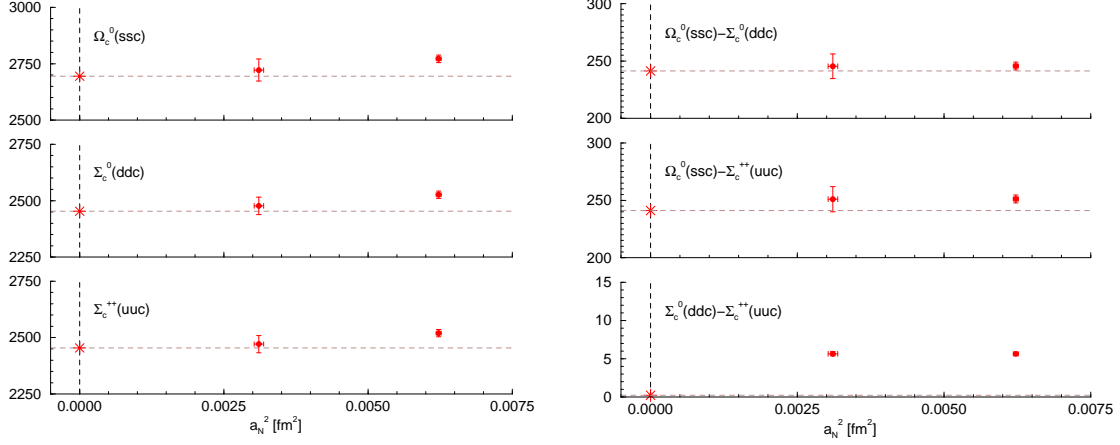 3000
Ω_c^0(ssc)
2750
2500
2750
Σ_c^0(ddc)
2500
2250
2750
Σ_c^++(uuc)
2500
2250
0.0000 0.0025 0.0050 0.0075
a_N^2 [fm^2]
300
Ω_c^0(ssc)−Σ_c^0(ddc)
250
200
300
Ω_c^0(ssc)−Σ_c^++(uuc)
250
200
15
Σ_c^0(ddc)−Σ_c^++(uuc)
10
5
0
0.0000 0.0025 0.0050 0.0075
a_N^2 [fm^2]